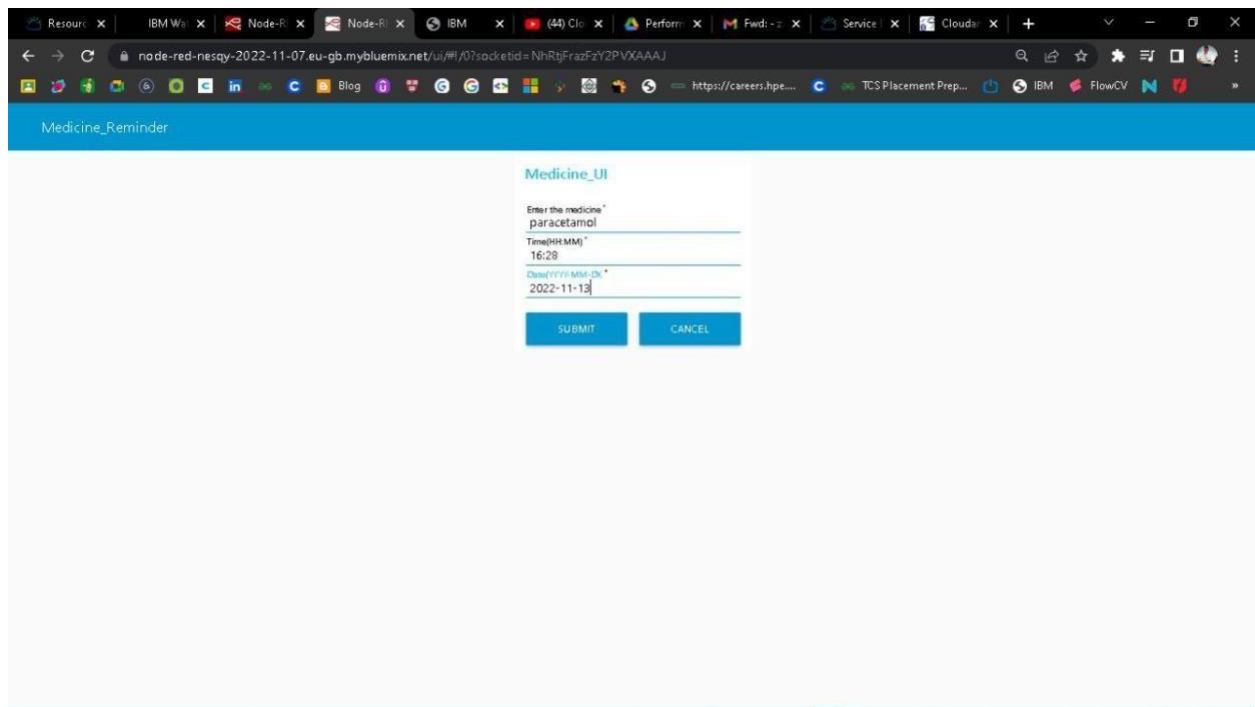 Resourc IBM Wa Node-R Node-R IBM (44) Clo Perform Fwd: - z Service Cloudan
node-red-nesqy-2022-11-07.eu-gb.mybluemix.net/ui/#!/0?socketid=NhRtjFrazFzY2PVXAAAJ
Blog https://careers.hpe.... TCS Placement Prep... IBM FlowCV »
Medicine_Reminder
Medicine_UI
Enter the medicine *
paracetamol
Time(HH:MM) *
16:28
Date(YYYY-MM-DD *
2022-11-13
SUBMIT CANCEL